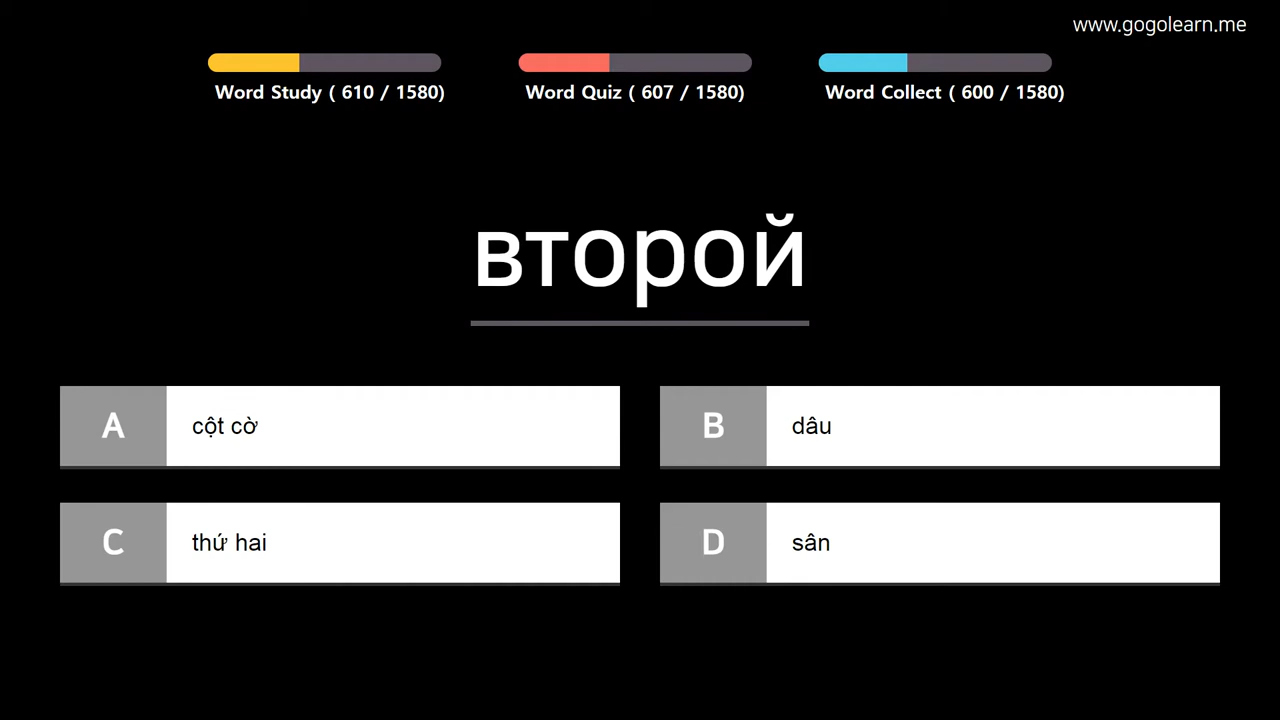 www.gogolearn.me
Word Study ( 610 / 1580)
Word Quiz ( 607 / 1580)
Word Collect ( 600 / 1580)
второй
A cột cờ
B dâu
C thứ hai
D sân